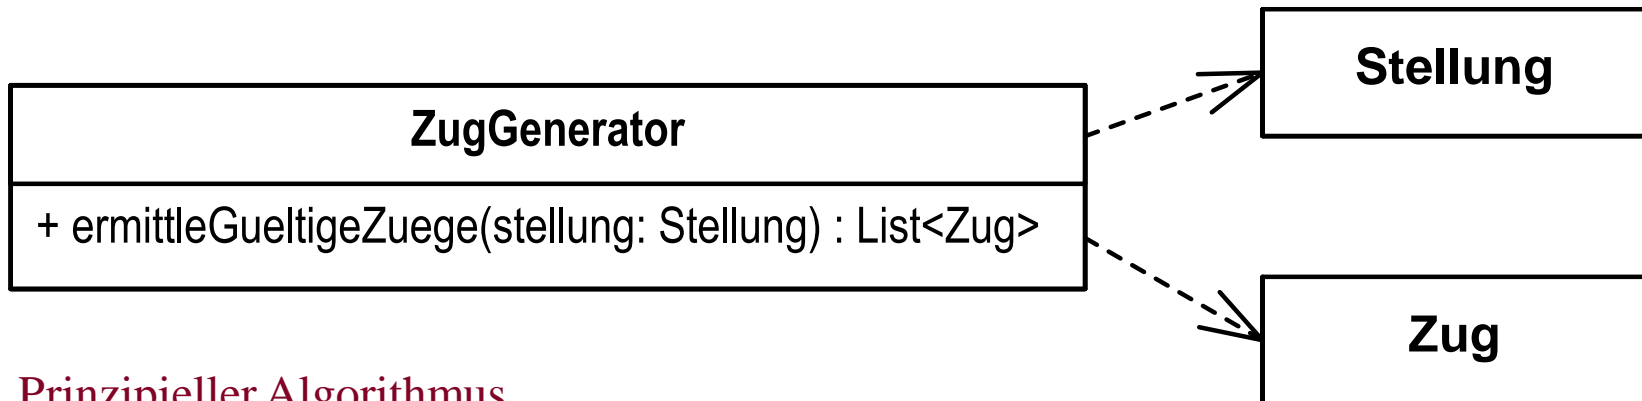 Stellung
ZugGenerator
+ ermittleGueltigeZuege(stellung: Stellung) : List<Zug>
Zug
Prinzipieller Algorithmus